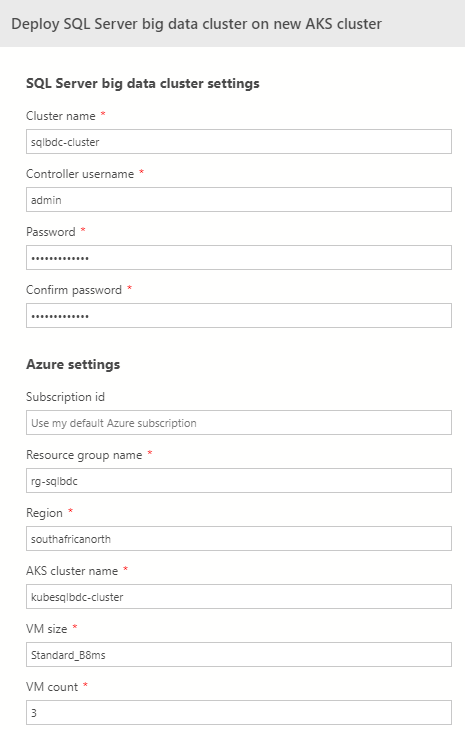 Deploy SQL Server big data cluster on new AKS cluster
SQL Server big data cluster settings
Cluster name *
sqlbdc-cluster
Controller username *
admin
Password *
•••••••••••••
Confirm password *
•••••••••••••
Azure settings
Subscription id
Use my default Azure subscription
Resource group name *
rg-sqlbdc
Region *
southafricanorth
AKS cluster name *
kubesqlbdc-cluster
VM size *
Standard_B8ms
VM count *
3